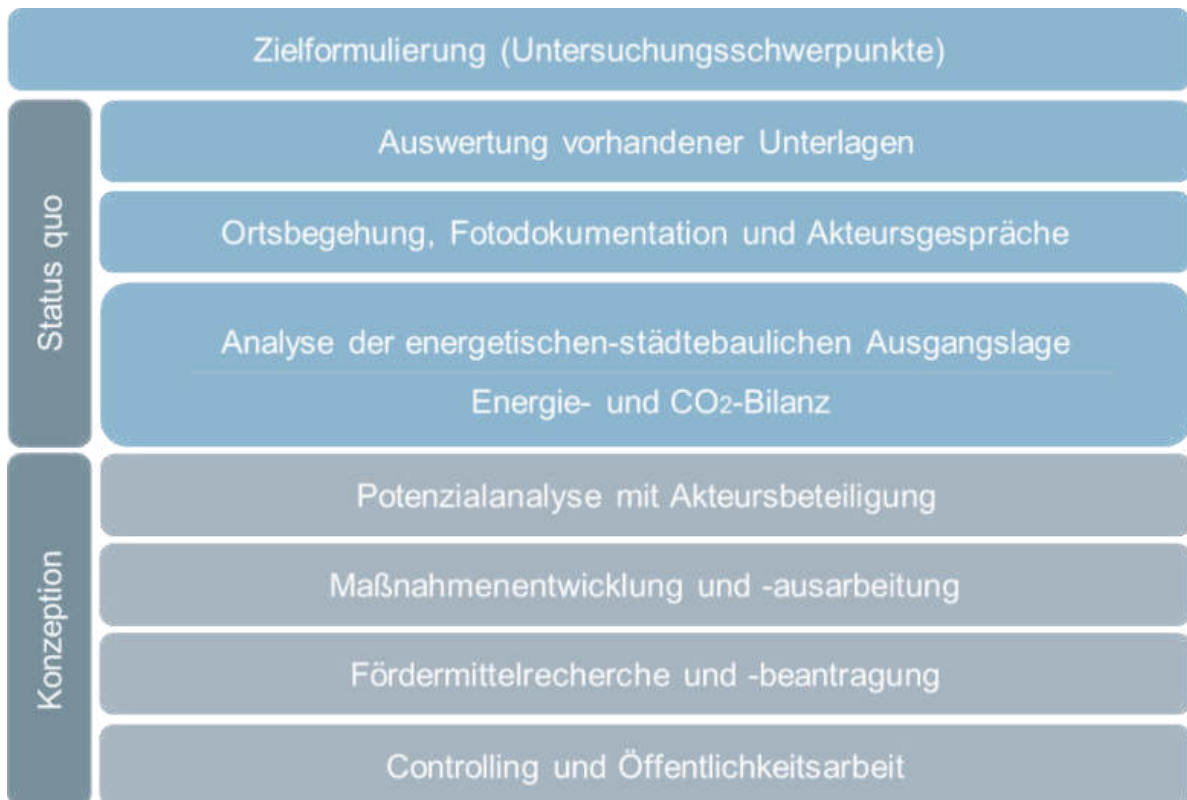 Zielformulierung (Untersuchungsschwerpunkte)
Status quo
Auswertung vorhandener Unterlagen
Ortsbegehung, Fotodokumentation und Akteursgespräche
Analyse der energetischen-städtebaulichen Ausgangslage
Energie- und CO2-Bilanz
Konzeption
Potenzialanalyse mit Akteursbeteiligung
Maßnahmenentwicklung und -ausarbeitung
Fördermittelrecherche und -beantragung
Controlling und Öffentlichkeitsarbeit